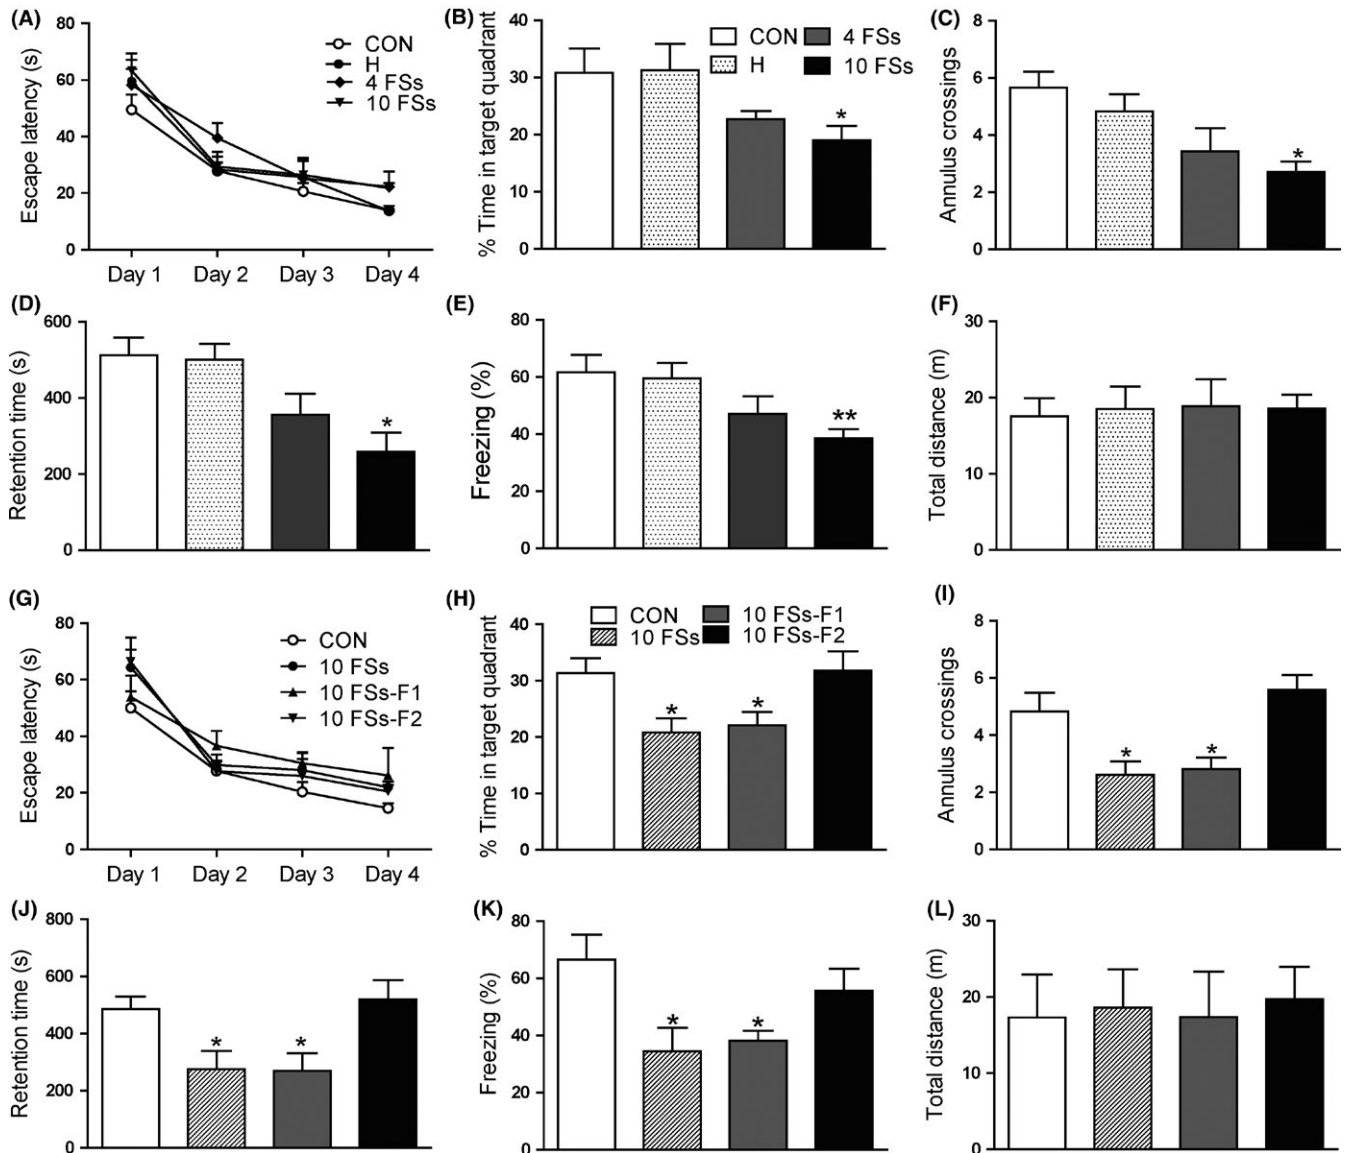 (A)
Escape latency (s)
80
60
40
20
0
Day 1 Day 2 Day 3 Day 4
CON
H
4 FSs
10 FSs
(B)
% Time in target quadrant
40
30
20
10
0
CON 4 FSs
H 10 FSs
*
(C)
Annulus crossings
8
6
4
2
0
*
(D)
Retention time (s)
600
400
200
0
*
(E)
Freezing (%)
80
60
40
20
0
**
(F)
Total distance (m)
30
20
10
0
(G)
Escape latency (s)
80
60
40
20
0
Day 1 Day 2 Day 3 Day 4
CON
10 FSs
10 FSs-F1
10 FSs-F2
(H)
% Time in target quadrant
40
30
20
10
0
CON 10 FSs-F1
10 FSs 10 FSs-F2
* *
(I)
Annulus crossings
8
6
4
2
0
* *
(J)
Retention time (s)
800
600
400
200
0
* *
(K)
Freezing (%)
80
60
40
20
0
* *
(L)
Total distance (m)
30
20
10
0